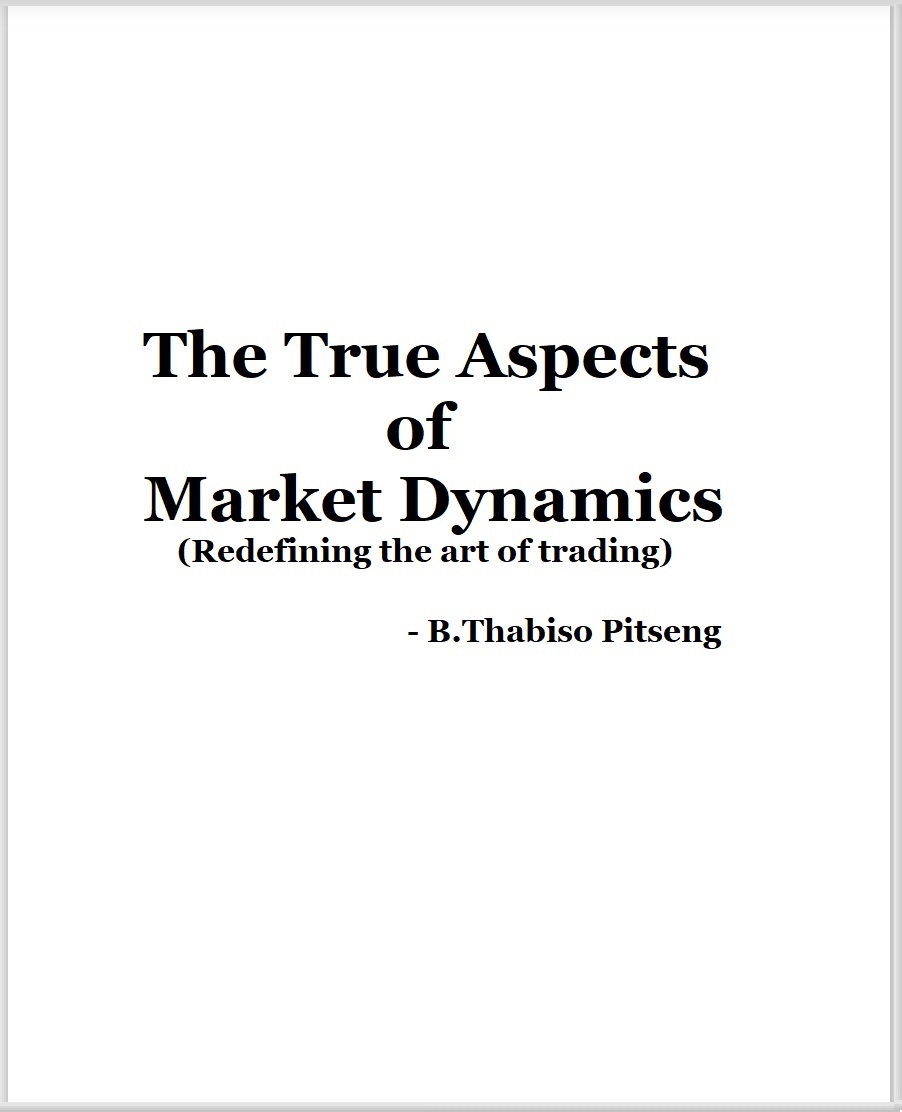 The True Aspects
of
Market Dynamics
(Redefining the art of trading)
- B.Thabiso Pitseng